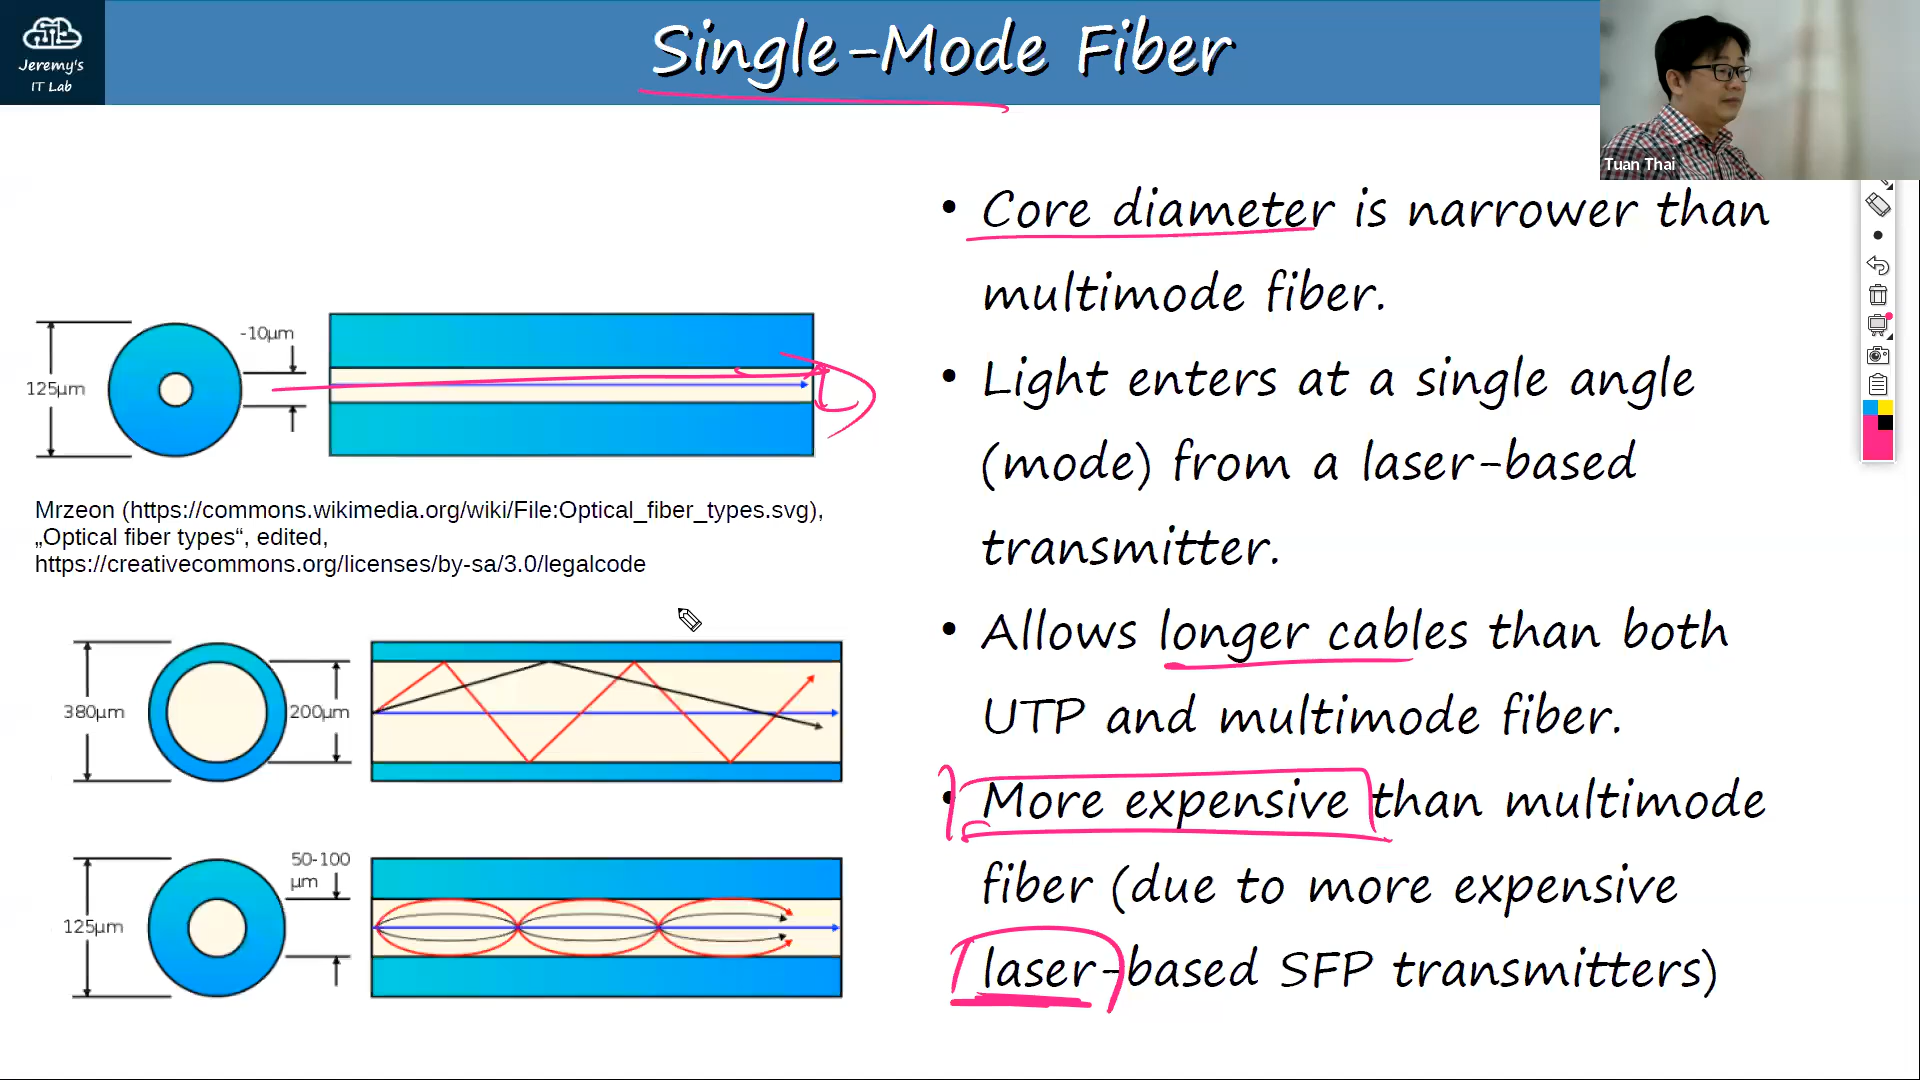 Jeremy's
IT Lab
Single-Mode Fiber
Tuan Thai
• Core diameter is narrower than
multimode fiber.
• Light enters at a single angle
(mode) from a laser-based
transmitter.
• Allows longer cables than both
UTP and multimode fiber.
• More expensive than multimode
fiber (due to more expensive
laser-based SFP transmitters)
125μm
-10μm
Mrzeon (https://commons.wikimedia.org/wiki/File:Optical_fiber_types.svg),
„Optical fiber types“, edited,
https://creativecommons.org/licenses/by-sa/3.0/legalcode
380μm
200μm
125μm
50-100
μm